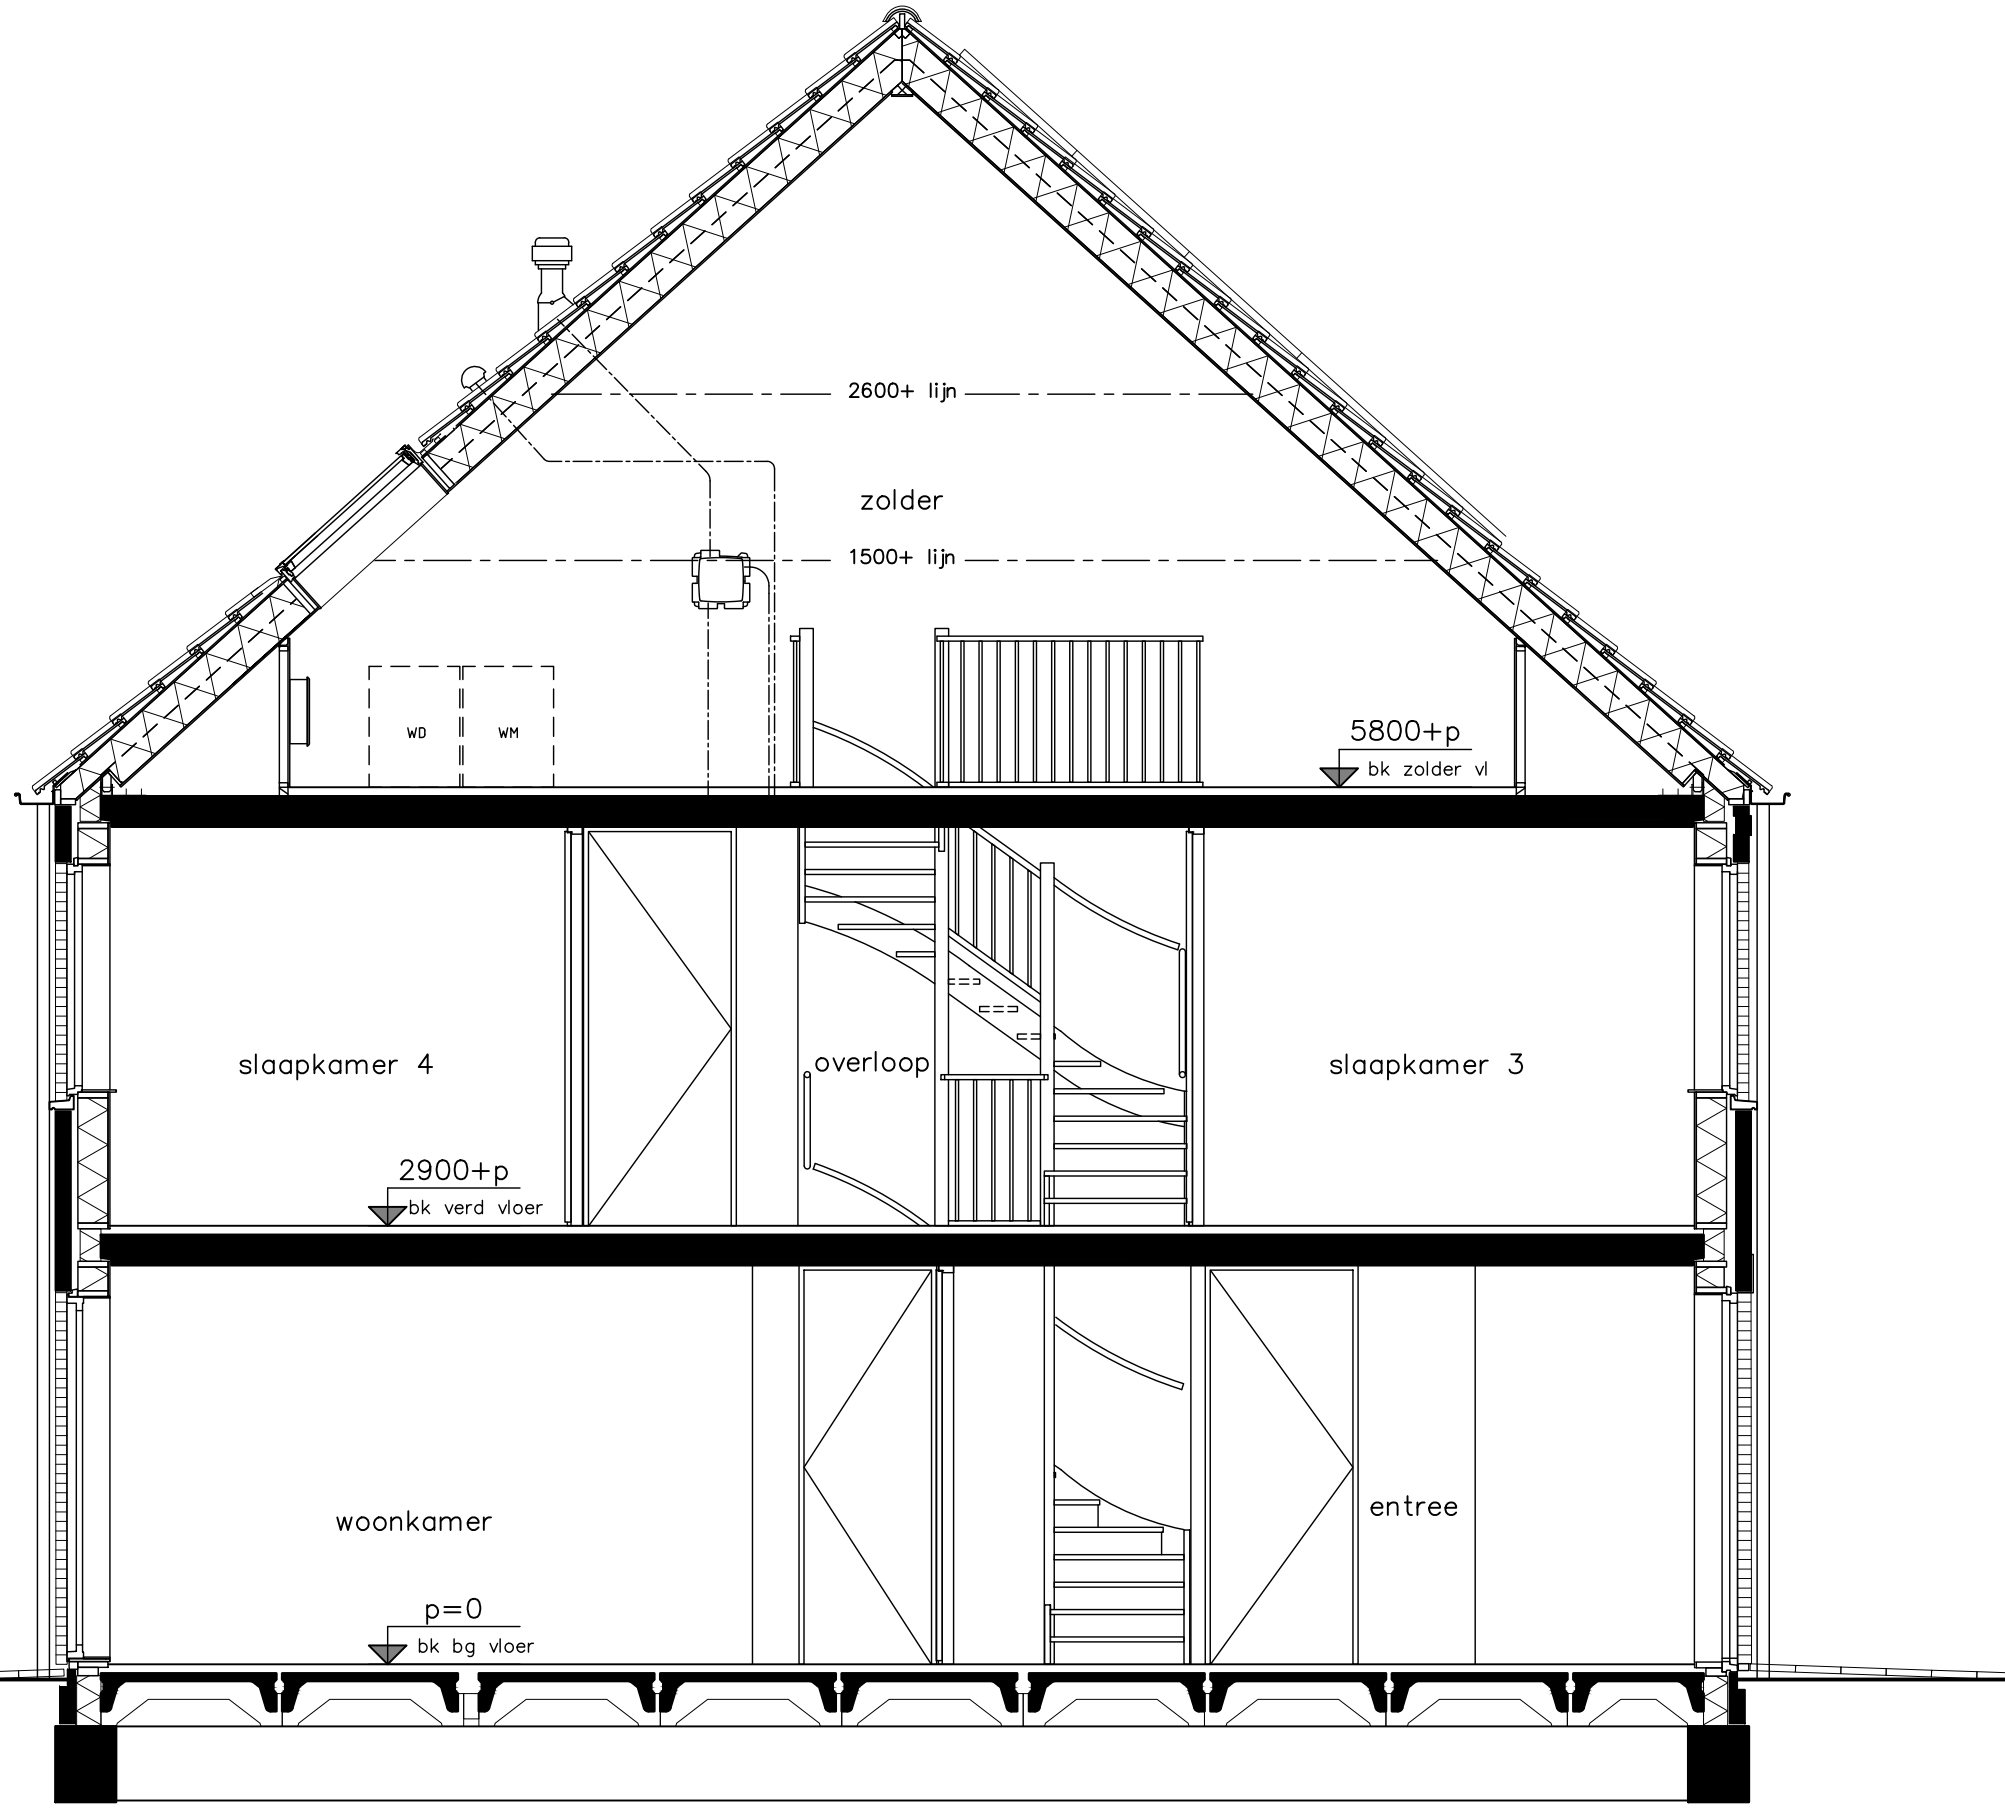 2600+ lijn
zolder
1500+ lijn
WD
WM
5800+p
bk zolder vl
slaapkamer 4
overloop
slaapkamer 3
2900+p
bk verd vloer
woonkamer
entree
p=0
bk bg vloer